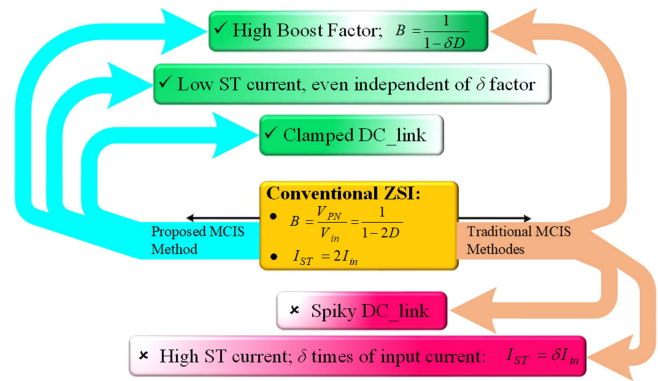 ✓ High Boost Factor; B = 1 / (1 - δD)
✓ Low ST current, even independent of δ factor
✓ Clamped DC_link
Conventional ZSI:
• B = V_PN / V_in = 1 / (1 - 2D)
• I_ST = 2I_in
Proposed MCIS
Method
Traditional MCIS
Methodes
✗ Spiky DC_link
✗ High ST current; δ times of input current: I_ST = δI_in